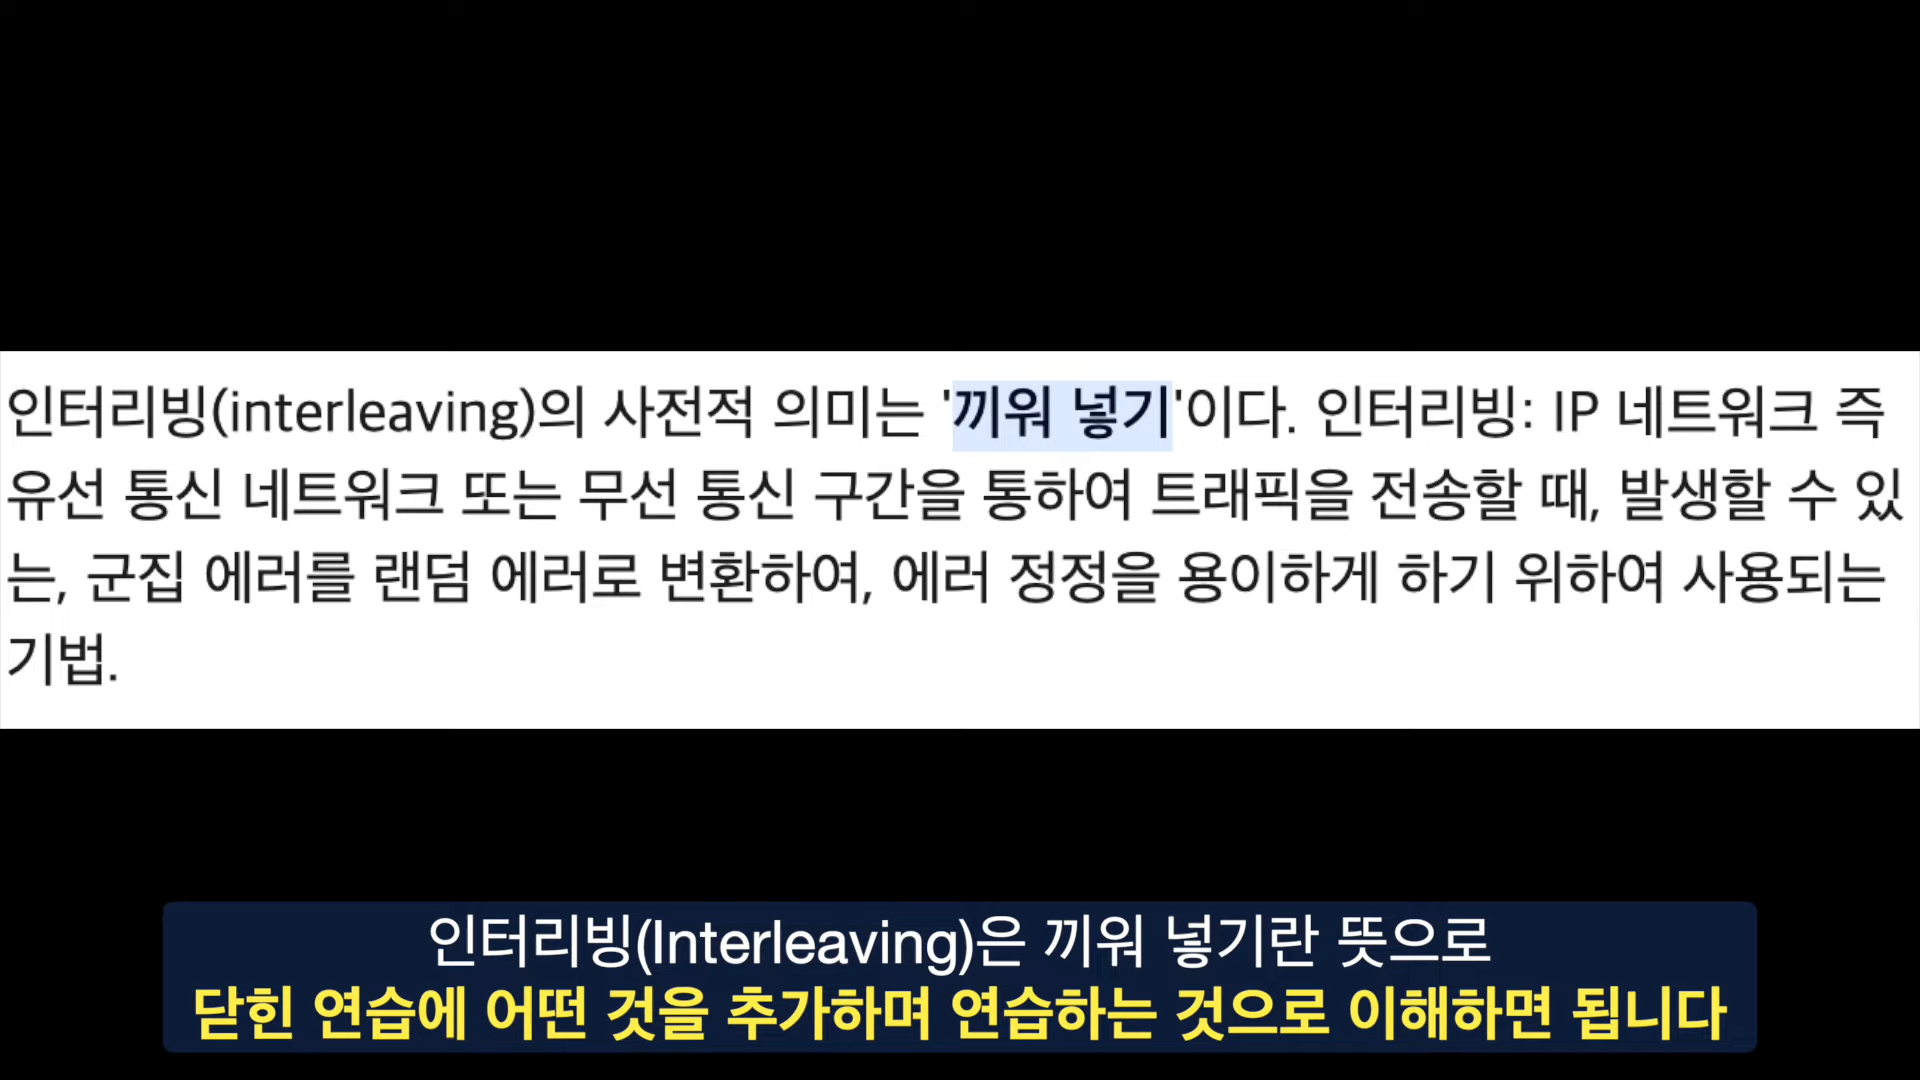 인터리빙(interleaving)의 사전적 의미는 '끼워 넣기'이다. 인터리빙: IP 네트워크 즉
유선 통신 네트워크 또는 무선 통신 구간을 통하여 트래픽을 전송할 때, 발생할 수 있
는, 군집 에러를 랜덤 에러로 변환하여, 에러 정정을 용이하게 하기 위하여 사용되는
기법.
인터리빙(Interleaving)은 끼워 넣기란 뜻으로
닫힌 연습에 어떤 것을 추가하며 연습하는 것으로 이해하면 됩니다